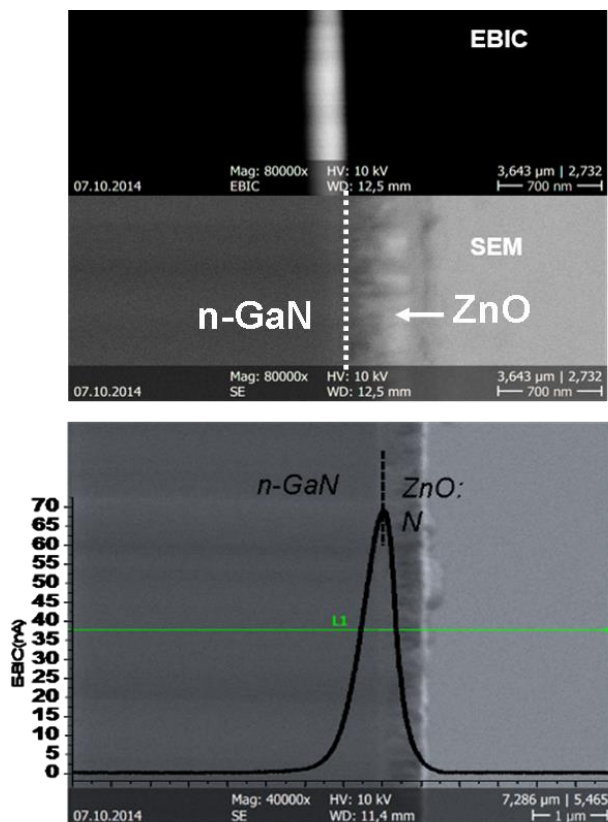 EBIC
Mag: 80000x HV: 10 kV 3,643 µm | 2,732
07.10.2014 EBIC WD: 12,5 mm 700 nm
SEM
n-GaN ZnO
Mag: 80000x HV: 10 kV 3,643 µm | 2,732
07.10.2014 SE WD: 12,5 mm 700 nm
n-GaN ZnO:
N
70
65
60
55
50
45
40
35
30
25
20
15
10
5
0
E-BIC(nA)
L1
Mag: 40000x HV: 10 kV 7,286 µm | 5,465
07.10.2014 SE WD: 11,4 mm 1 µm